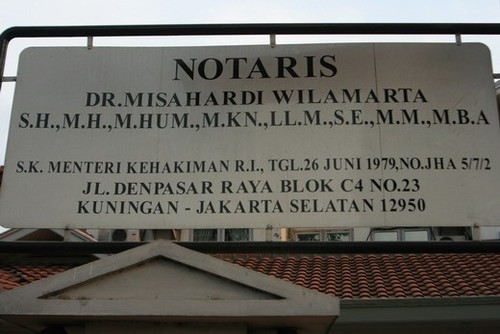 NOTARIS
DR.MISAHARDI WILAMARTA
S.H.,M.H.,M.HUM.,M.KN.,LL.M.,S.E.,M.M.,M.B.A
S.K. MENTERI KEHAKIMAN R.I., TGL.26 JUNI 1979,NO.JHA 5/7/2
JL. DENPASAR RAYA BLOK C4 NO.23
KUNINGAN - JAKARTA SELATAN 12950